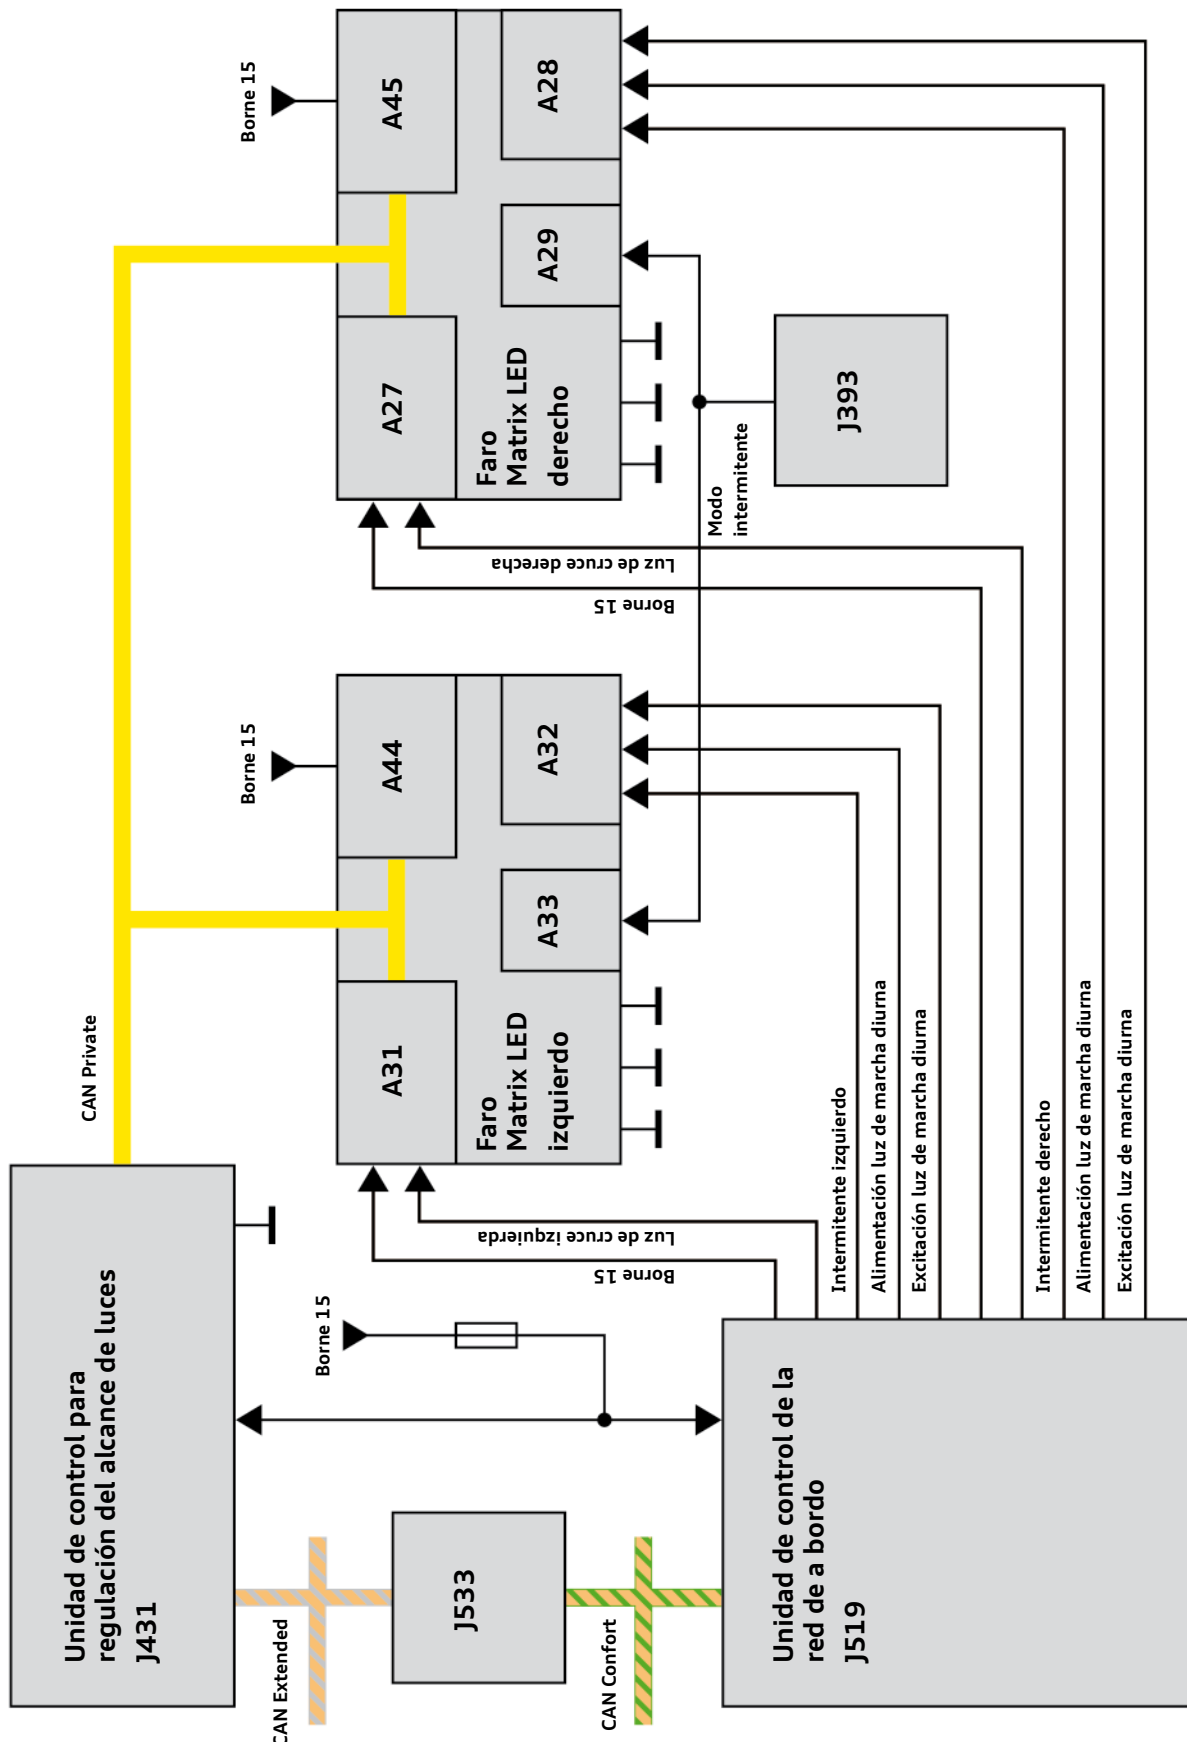 Unidad de control para
regulación del alcance de luces
J431
CAN Private
CAN Extended
J533
CAN Confort
Unidad de control de la
red de a bordo
J519
Borne 15
Borne 15
Luz de cruce izquierda
Borne 15
A31
A44
A33
A32
Faro
Matrix LED
izquierdo
Borne 15
Luz de cruce derecha
Borne 15
A27
A45
A29
A28
Faro
Matrix LED
derecho
Modo
intermitente
J393
Intermitente izquierdo
Alimentación luz de marcha diurna
Excitación luz de marcha diurna
Intermitente derecho
Alimentación luz de marcha diurna
Excitación luz de marcha diurna